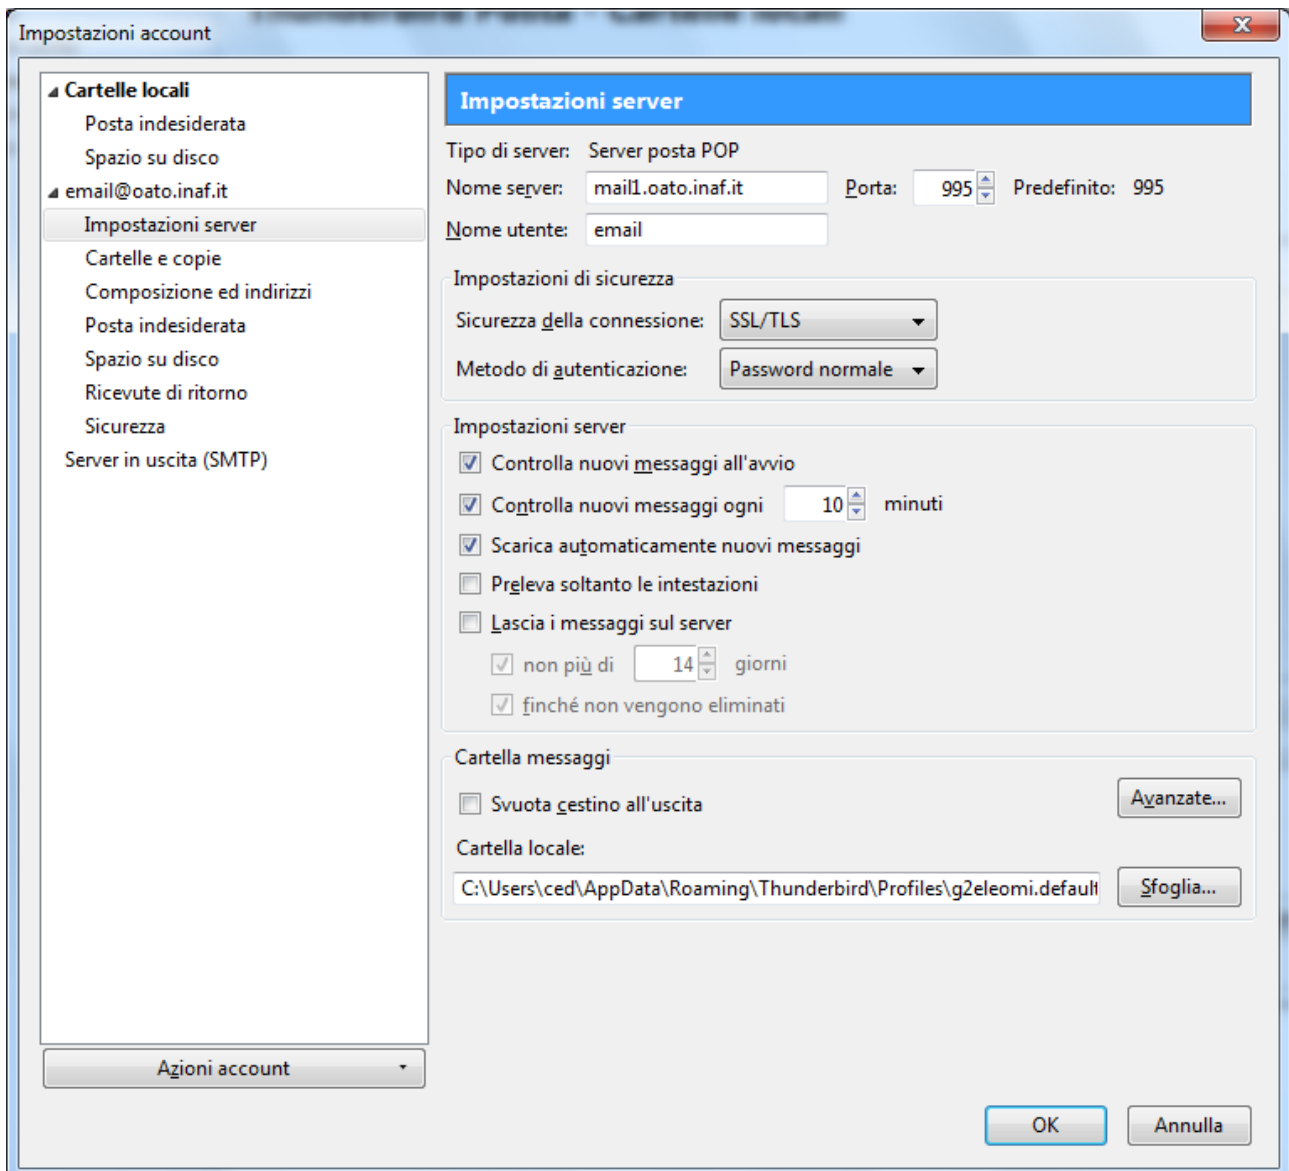 Thunderbird Posta - Cartelle locali
Impostazioni account
Cartelle locali
Posta indesiderata
Spazio su disco
email@oato.inaf.it
Impostazioni server
Cartelle e copie
Composizione ed indirizzi
Posta indesiderata
Spazio su disco
Ricevute di ritorno
Sicurezza
Server in uscita (SMTP)
Azioni account
Impostazioni server
Tipo di server: Server posta POP
Nome server: mail1.oato.inaf.it Porta: 995 Predefinito: 995
Nome utente: email
Impostazioni di sicurezza
Sicurezza della connessione: SSL/TLS
Metodo di autenticazione: Password normale
Impostazioni server
Controlla nuovi messaggi all'avvio
Controlla nuovi messaggi ogni 10 minuti
Scarica automaticamente nuovi messaggi
Preleva soltanto le intestazioni
Lascia i messaggi sul server
non più di 14 giorni
finché non vengono eliminati
Cartella messaggi
Svuota cestino all'uscita Avanzate...
Cartella locale:
C:\Users\ced\AppData\Roaming\Thunderbird\Profiles\g2eleomi.default Sfoglia...
OK Annulla